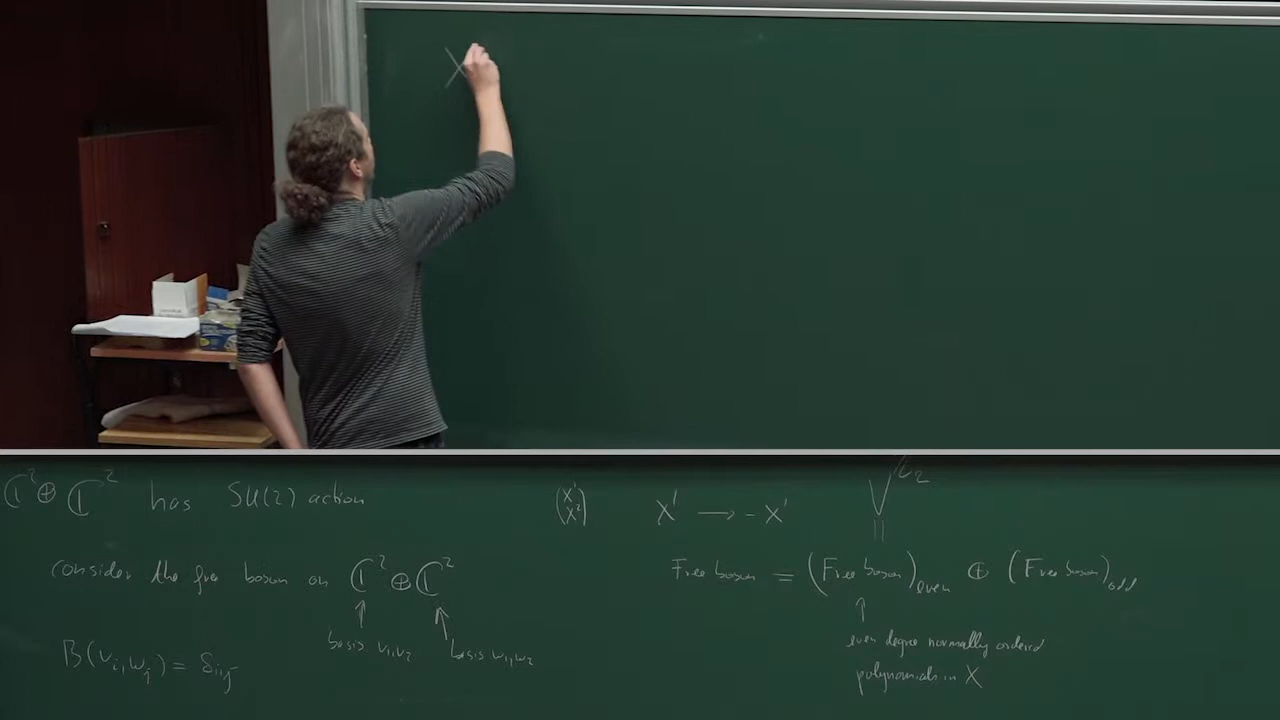 X
ℂ² ⊕ ℂ² has SU(2) action
consider the free boson on ℂ² ⊕ ℂ²
↑ basis v₁,v₂
↑ basis w₁,w₂
B(vᵢ,wⱼ) = δᵢ,ⱼ
(X¹ X²)
X¹ → -X¹
V^ℤ₂
||
Free boson = (Free boson)even ⊕ (Free boson)odd
↑
even degree normally ordered
polynomials in X